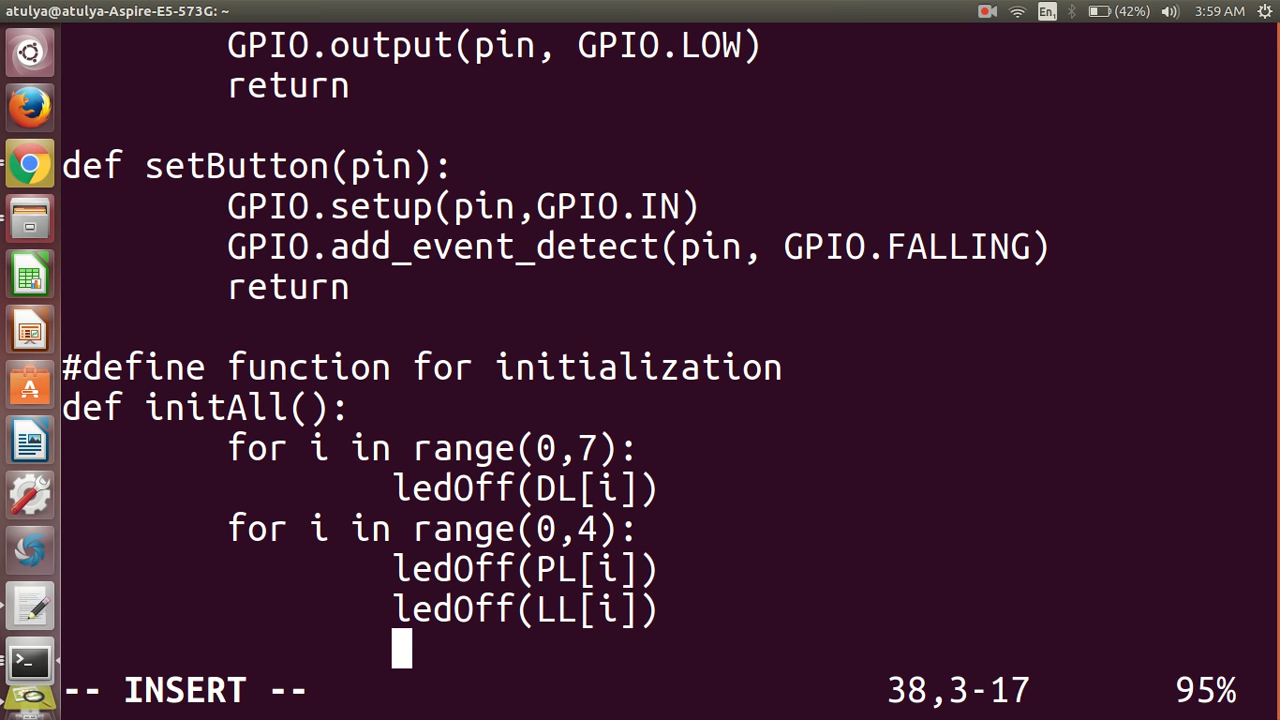 atulya@atulya-Aspire-E5-573G: ~
En1 (42%) 3:59 AM
GPIO.output(pin, GPIO.LOW)
return
def setButton(pin):
GPIO.setup(pin,GPIO.IN)
GPIO.add_event_detect(pin, GPIO.FALLING)
return
#define function for initialization
def initAll():
for i in range(0,7):
ledOff(DL[i])
for i in range(0,4):
ledOff(PL[i])
ledOff(LL[i])
-- INSERT -- 38,3-17 95%